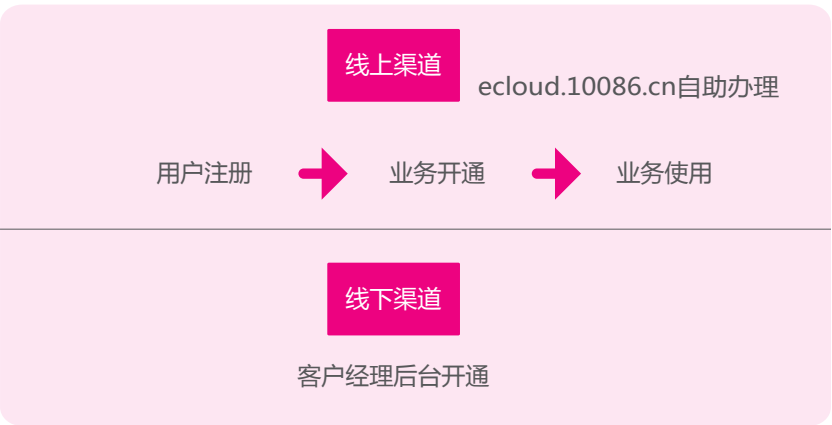 线上渠道
ecloud.10086.cn自助办理
用户注册
业务开通
业务使用
线下渠道
客户经理后台开通